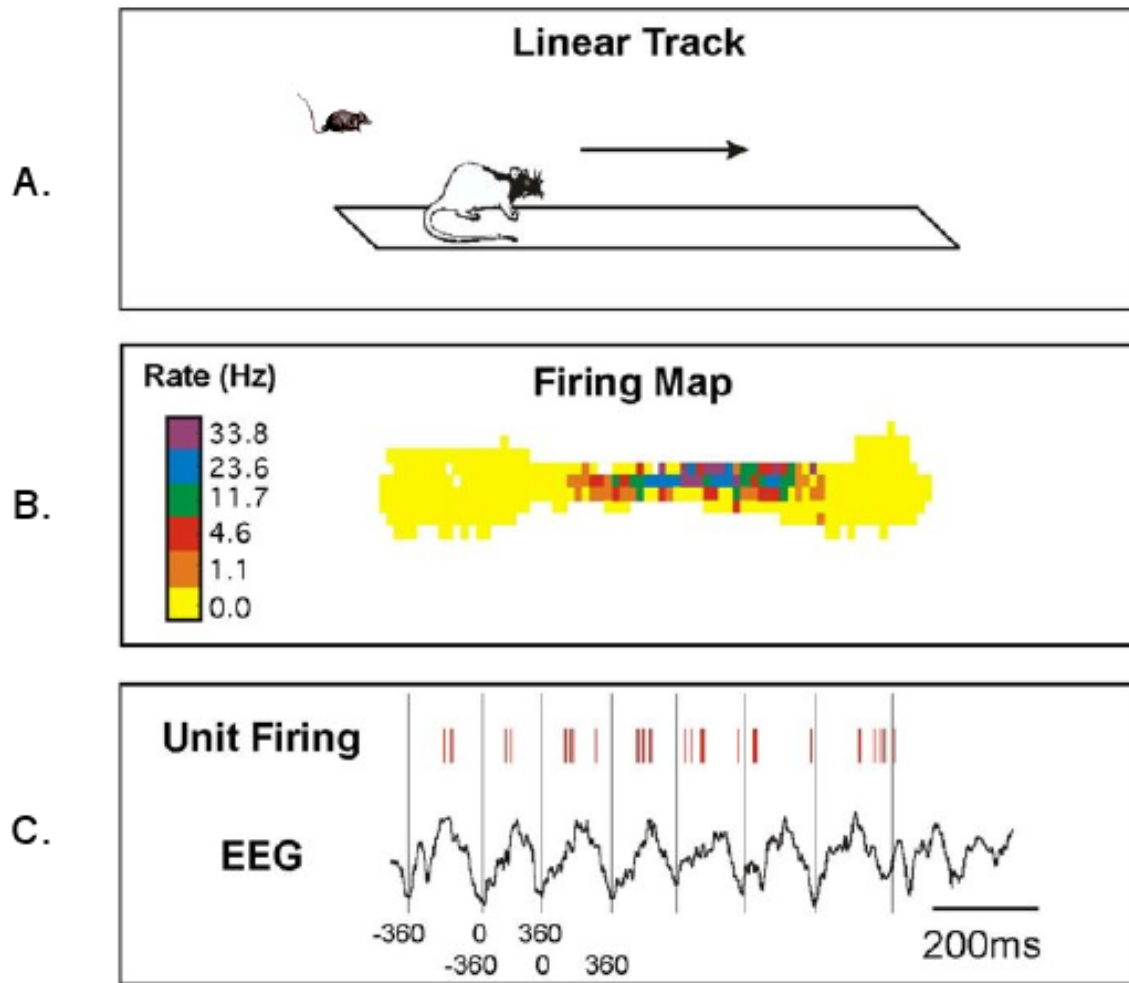 Linear Track
A.
Rate (Hz)
Firing Map
33.8
23.6
11.7
4.6
1.1
0.0
B.
Unit Firing
EEG
C.
-360 0 360
-360 0 360
200ms